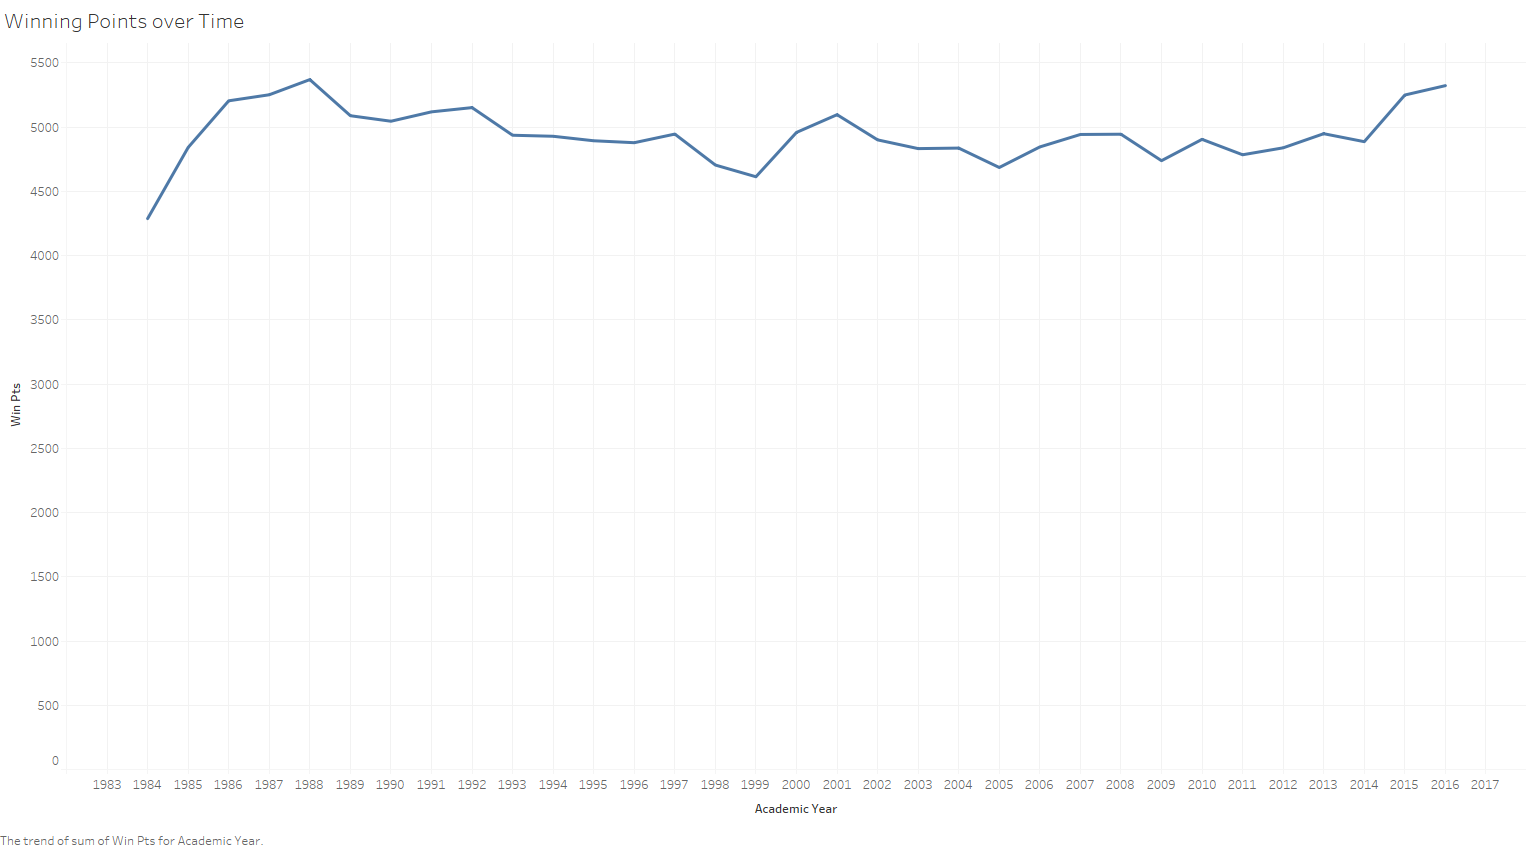 Winning Points over Time
5500
5000
4500
4000
3500
3000
2500
2000
1500
1000
500
0
Win Pts
1983 1984 1985 1986 1987 1988 1989 1990 1991 1992 1993 1994 1995 1996 1997 1998 1999 2000 2001 2002 2003 2004 2005 2006 2007 2008 2009 2010 2011 2012 2013 2014 2015 2016 2017
Academic Year
The trend of sum of Win Pts for Academic Year.